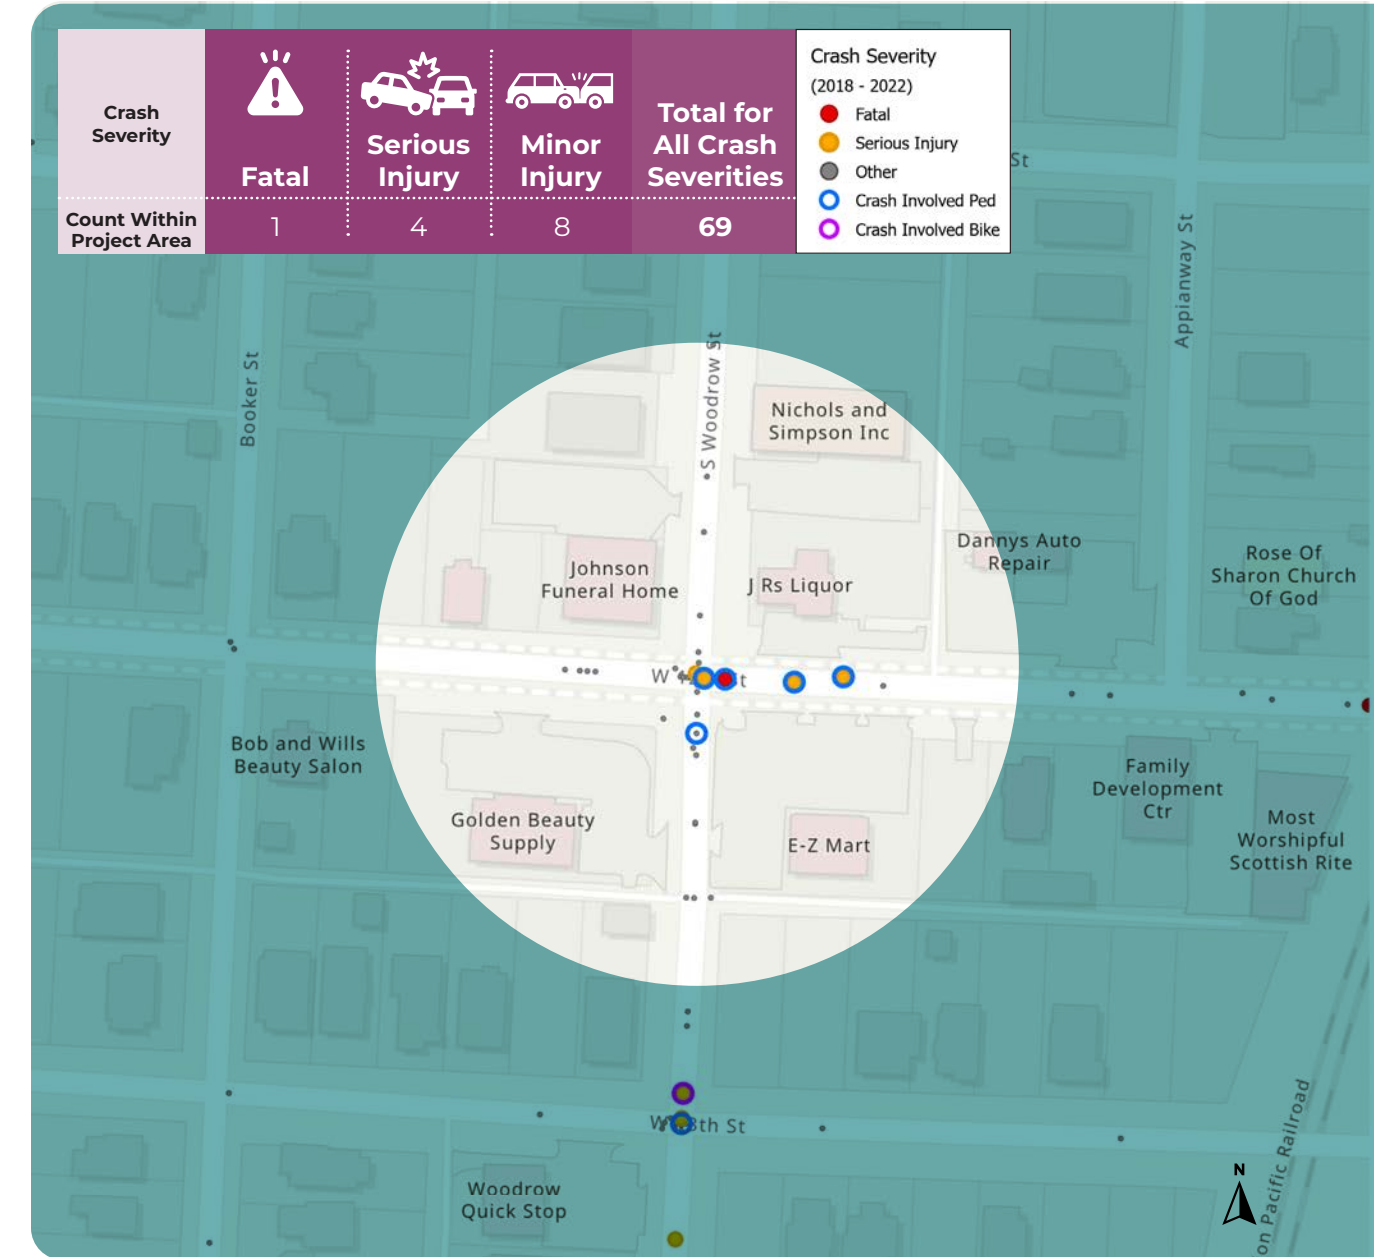 Crash
Severity
Fatal
Serious
Injury
Minor
Injury
Total for
All Crash
Severities
Count Within
Project Area
1
4
8
69
Crash Severity
(2018 - 2022)
Fatal
Serious Injury
Other
Crash Involved Ped
Crash Involved Bike
St
Appianway St
Booker St
S Woodrow St
Nichols and
Simpson Inc
Dannys Auto
Repair
Rose Of
Sharon Church
Of God
Johnson
Funeral Home
J Rs Liquor
W
t
Bob and Wills
Beauty Salon
Family
Development
Ctr
Most
Worshipful
Scottish Rite
Golden Beauty
Supply
E-Z Mart
W 13th St
Woodrow
Quick Stop
N
on Pacific Railroad